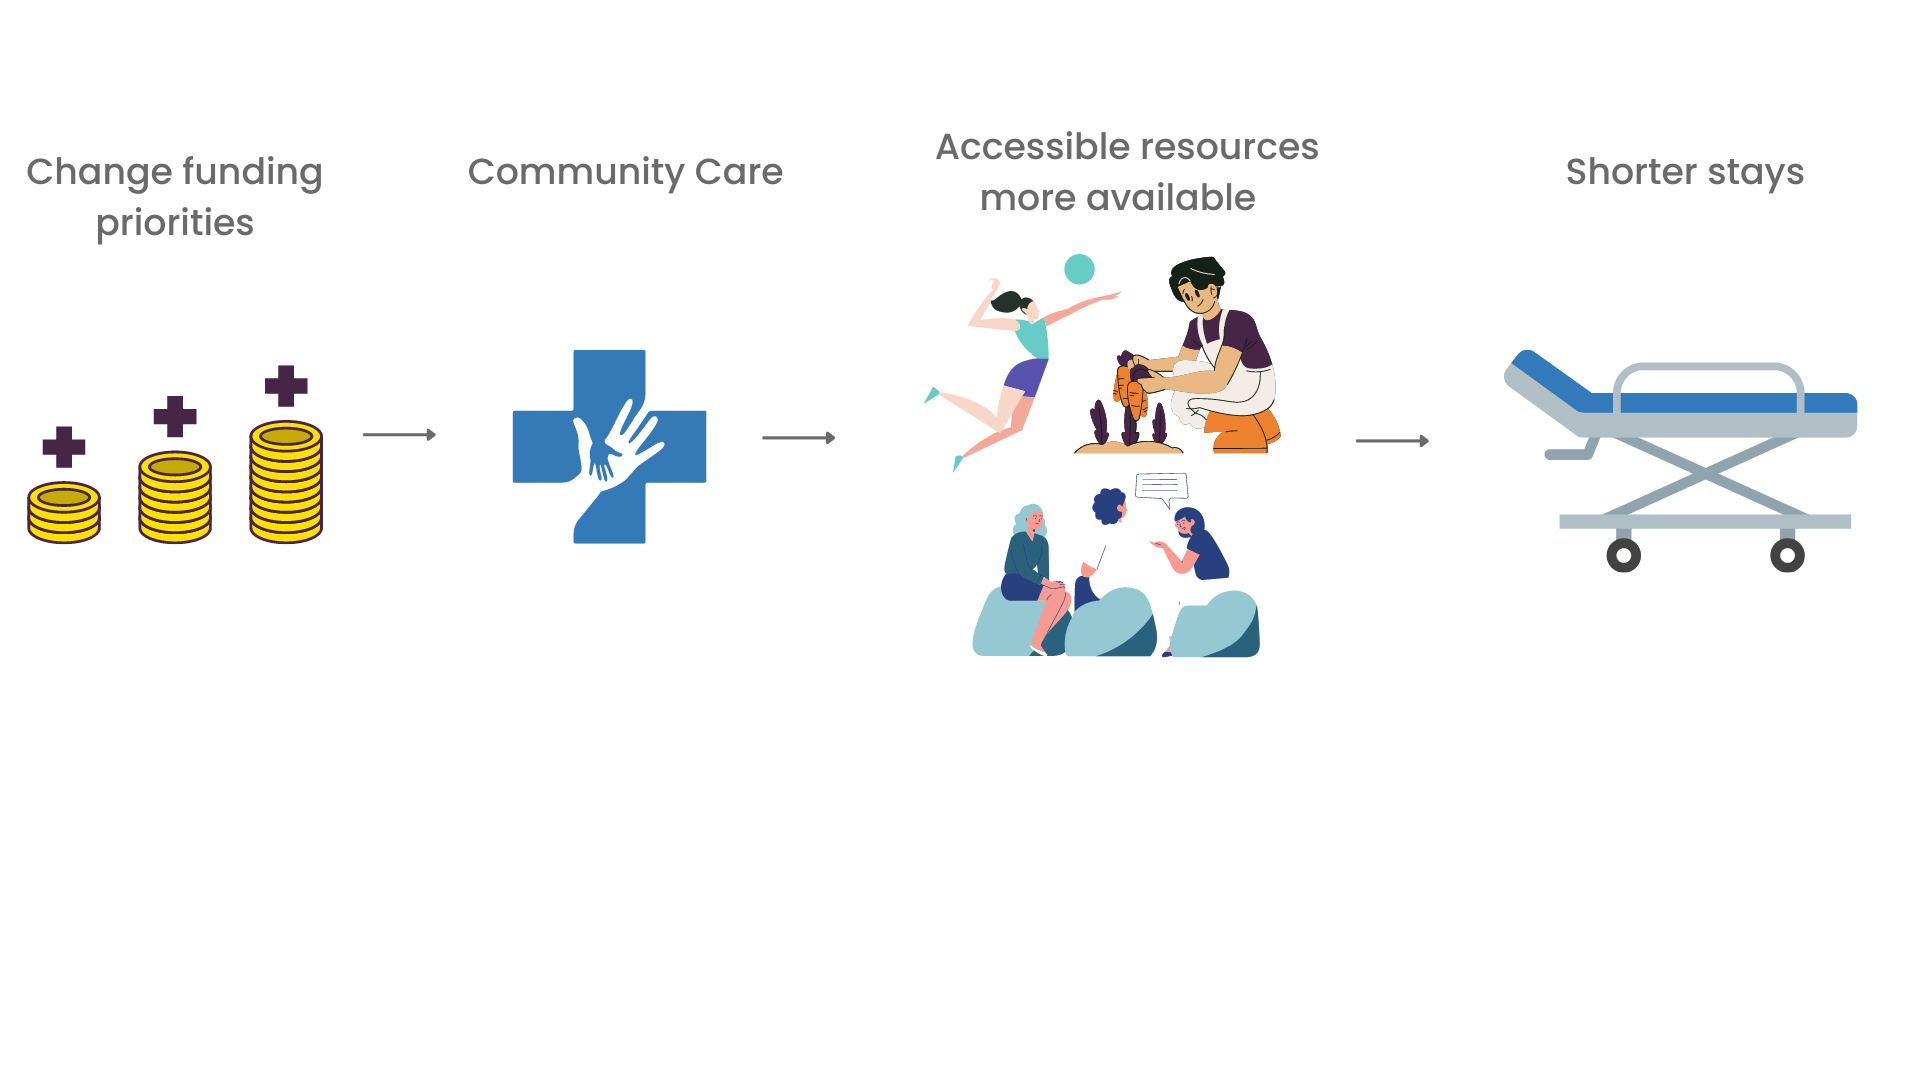 Change funding
priorities
Community Care
Accessible resources
more available
Shorter stays